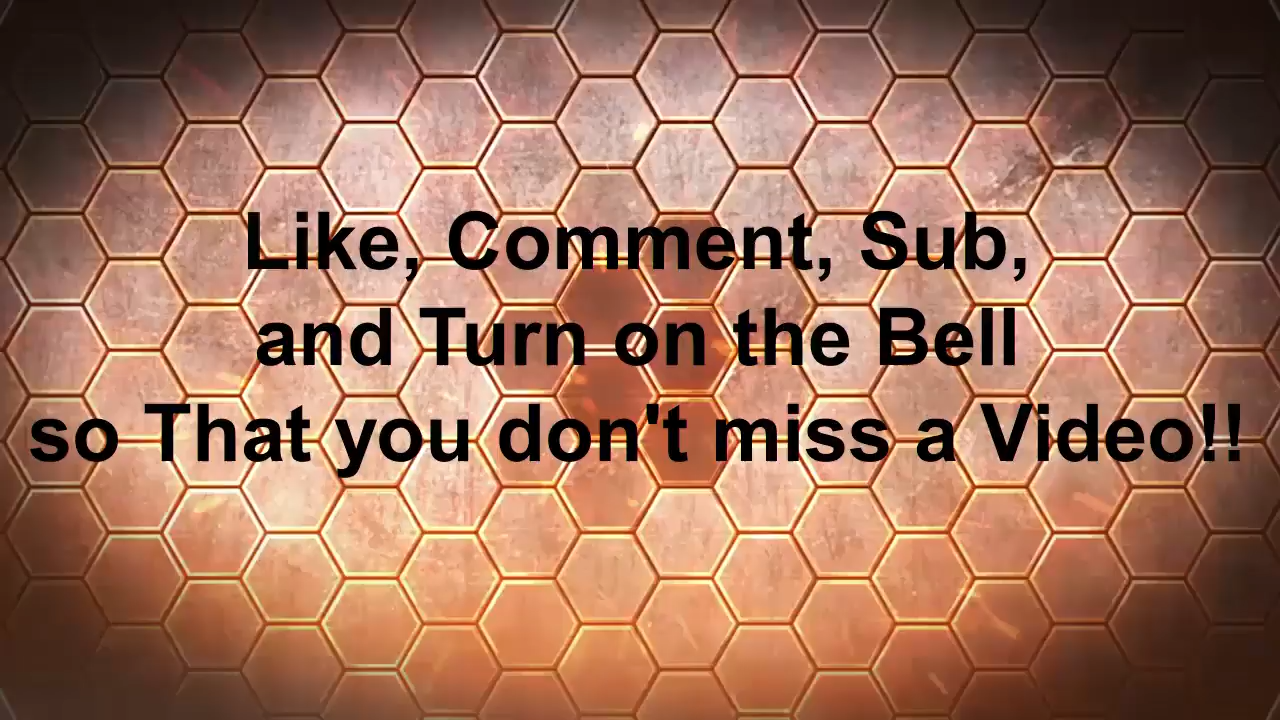 Like, Comment, Sub,
and Turn on the Bell
so That you don't miss a Video!!